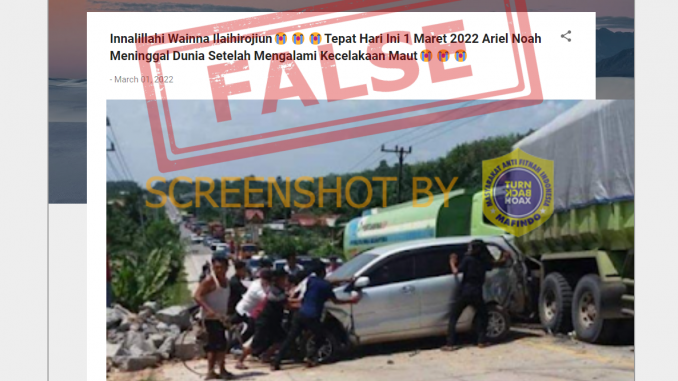 Innalillahi Wainna Ilaihirojiun😭😭😭Tepat Hari Ini 1 Maret 2022 Ariel Noah
Meninggal Dunia Setelah Mengalami Kecelakaan Maut😭😭😭
- March 01, 2022
FALSE
SCREENSHOT BY
MASYARAKAT ANTI FITNAH INDONESIA
TURN
BACK
HOAX
MAFINDO